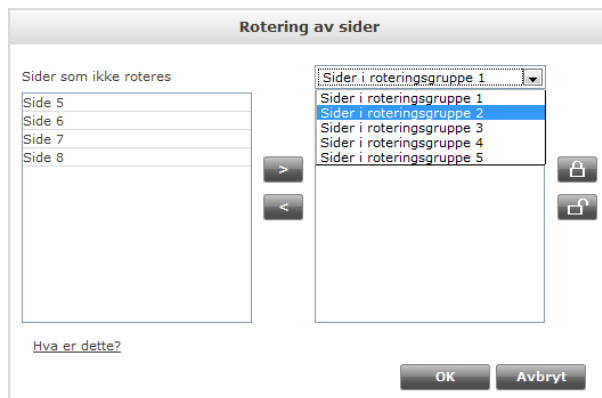 Rotering av sider
Sider som ikke roteres
Side 5
Side 6
Side 7
Side 8
>
<
Sider i roteringsgruppe 1
Sider i roteringsgruppe 1
Sider i roteringsgruppe 2
Sider i roteringsgruppe 3
Sider i roteringsgruppe 4
Sider i roteringsgruppe 5
Hva er dette?
OK
Avbryt